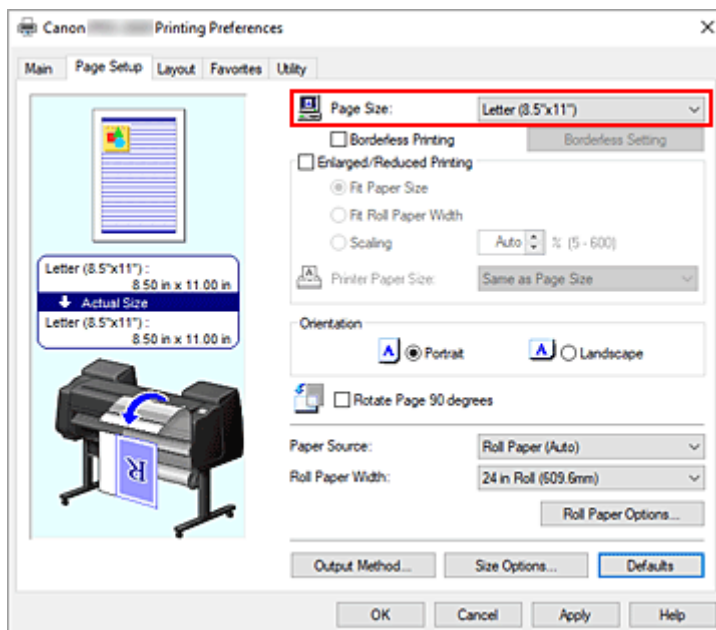 Canon Printing Preferences
Main Page Setup Layout Favorites Utility
Page Size: Letter (8.5"x11")
Borderless Printing Borderless Setting
Enlarged/Reduced Printing
Fit Paper Size
Fit Roll Paper Width
Scaling Auto % (5 - 600)
Printer Paper Size: Same as Page Size
Letter (8.5"x11") :
8.50 in x 11.00 in
Actual Size
Letter (8.5"x11") :
8.50 in x 11.00 in
Orientation
A Portrait A Landscape
Rotate Page 90 degrees
Paper Source: Roll Paper (Auto)
Roll Paper Width: 24 in Roll (609.6mm)
Roll Paper Options...
R
Output Method... Size Options... Defaults
OK Cancel Apply Help